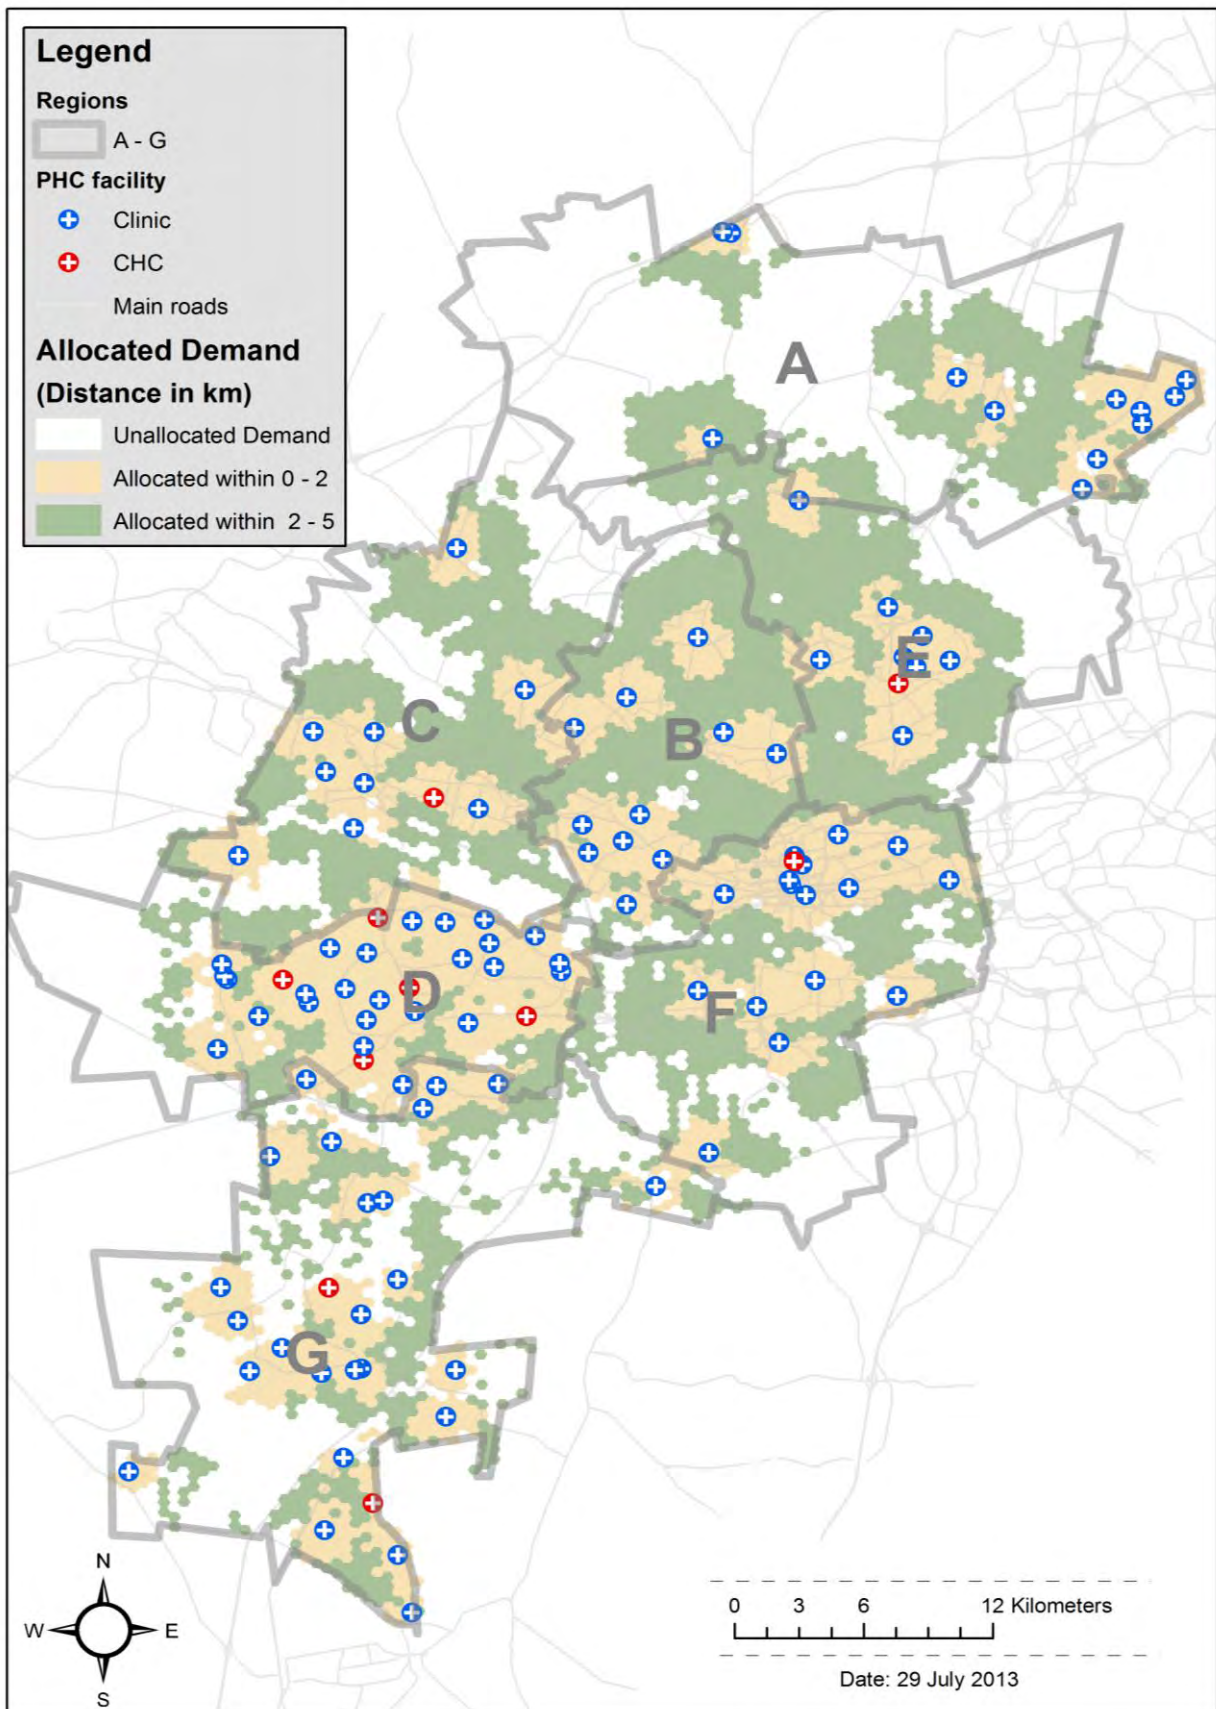 Legend
Regions
A - G
PHC facility
Clinic
CHC
Main roads
Allocated Demand
(Distance in km)
Unallocated Demand
Allocated within 0 - 2
Allocated within 2 - 5
A
E
C
B
D
F
G
N
W
E
S
0 3 6 12 Kilometers
Date: 29 July 2013